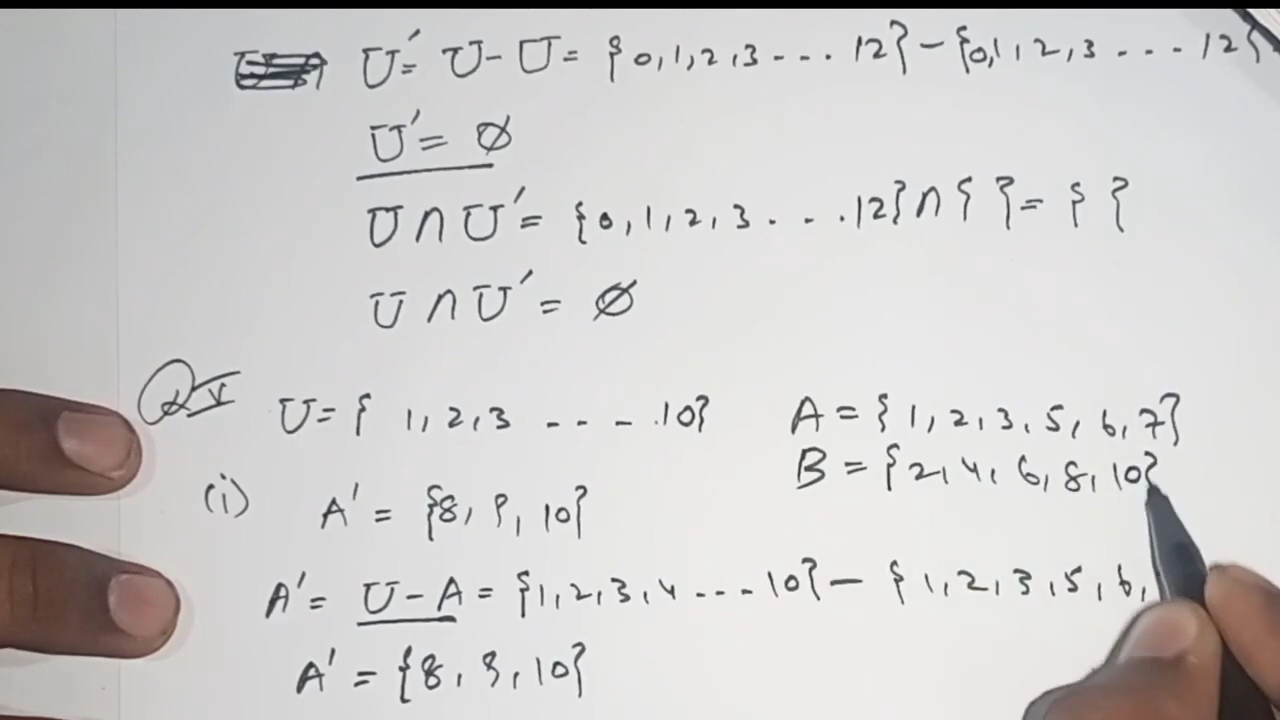 U′= U-U= {0,1,2,3--- . 12} - {0,1,2,3 - - - . 12}
U′= ∅
U∩U′= {0,1,2,3. - . .12}∩{ }= { }
U∩U′= ∅
QV U={ 1,2,3 - - - .10} A={1,2,3,5,6,7}
B={2,4,6,8,10}
(i) A′ = {8,9,10}
A′= U-A= {1,2,3,4---10}- {1,2,3,5,6,
A′ = {8,9,10}